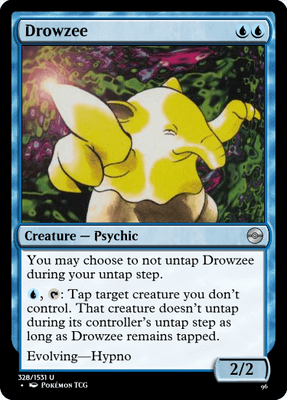 Drowzee
Creature — Psychic
You may choose to not untap Drowzee
during your untap step.
, : Tap target creature you don't
control. That creature doesn't untap
during its controller's untap step as
long as Drowzee remains tapped.
Evolving—Hypno
2/2
328/1531 U
• Pokémon TCG
96